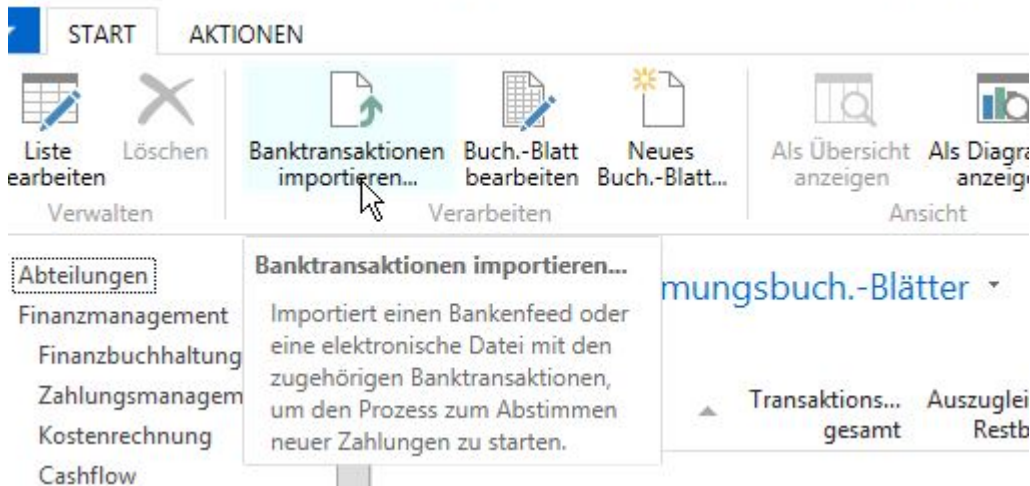 START AKTIONEN
Liste Löschen Banktransaktionen Buch.-Blatt Neues Als Übersicht Als Diagra
earbeiten importieren... bearbeiten Buch.-Blatt... anzeigen anzeige
Verwalten Verarbeiten Ansicht
Abteilungen
Finanzmanagement
Finanzbuchhaltung
Zahlungsmanagem
Kostenrechnung
Cashflow
Banktransaktionen importieren...
Importiert einen Bankenfeed oder
eine elektronische Datei mit den
zugehörigen Banktransaktionen,
um den Prozess zum Abstimmen
neuer Zahlungen zu starten.
mungsbuch.-Blätter
Transaktions... Auszuglei
gesamt Restb